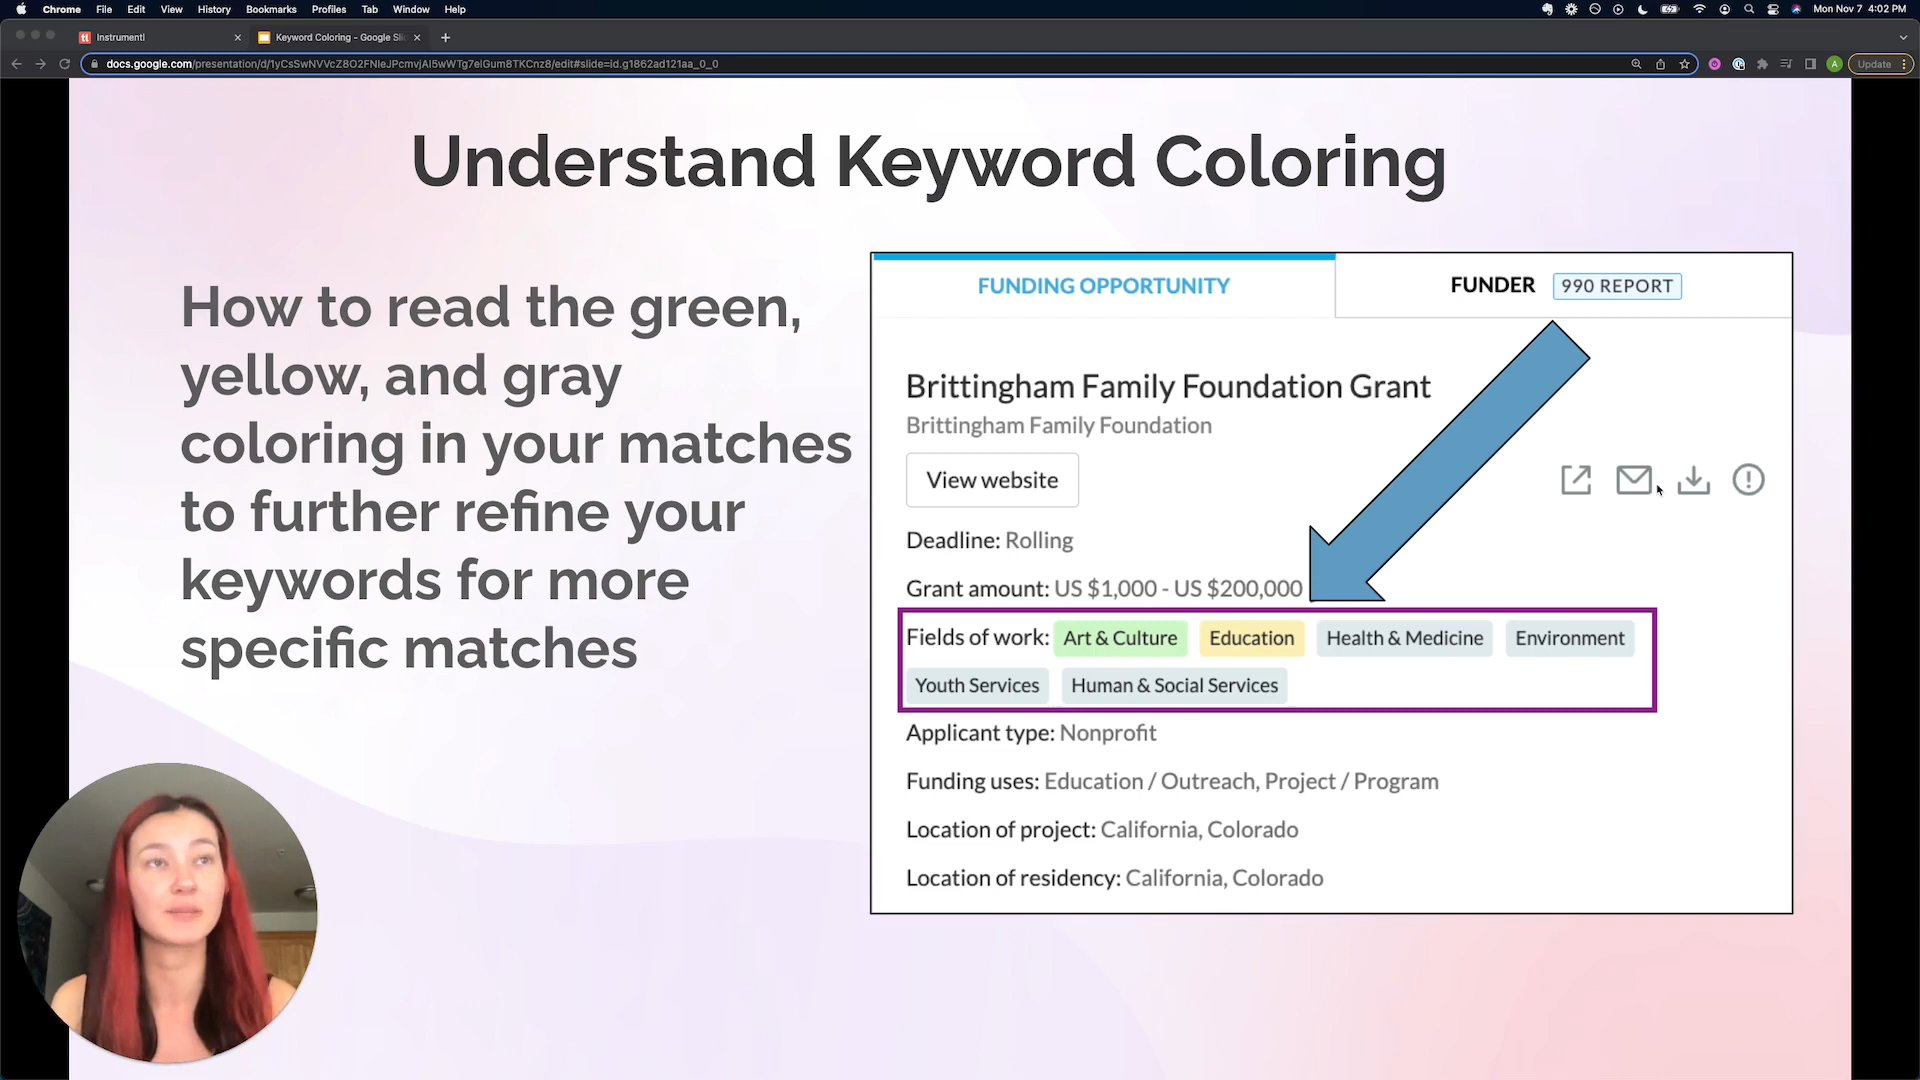 Chrome File Edit View History Bookmarks Profiles Tab Window Help Mon Nov 7 4:02 PM
Instrumentl Keyword Coloring - Google Sli
docs.google.com/presentation/d/ Update
Understand Keyword Coloring
How to read the green,
yellow, and gray
coloring in your matches
to further refine your
keywords for more
specific matches
FUNDING OPPORTUNITY FUNDER 990 REPORT
Brittingham Family Foundation Grant
Brittingham Family Foundation
View website
Deadline: Rolling
Grant amount: US $1,000 - US $200,000
Fields of work: Art & Culture Education Health & Medicine Environment
Youth Services Human & Social Services
Applicant type: Nonprofit
Funding uses: Education / Outreach, Project / Program
Location of project: California, Colorado
Location of residency: California, Colorado